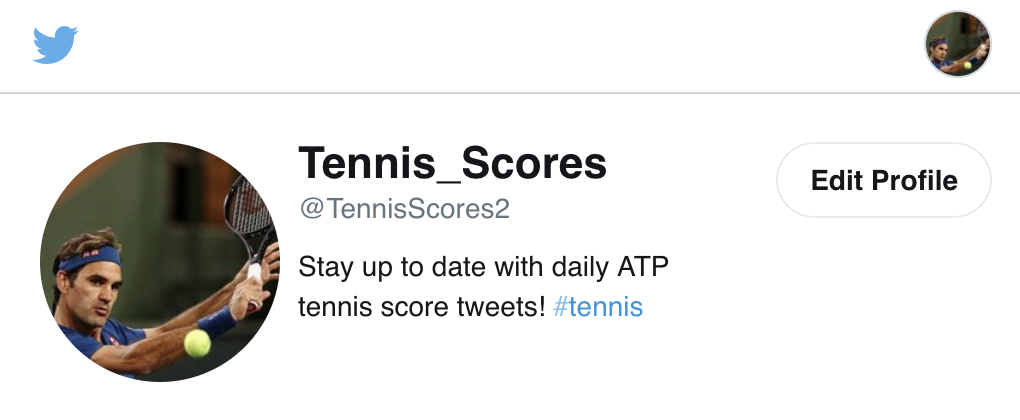 Tennis_Scores
@TennisScores2
Edit Profile
Stay up to date with daily ATP
tennis score tweets! #tennis